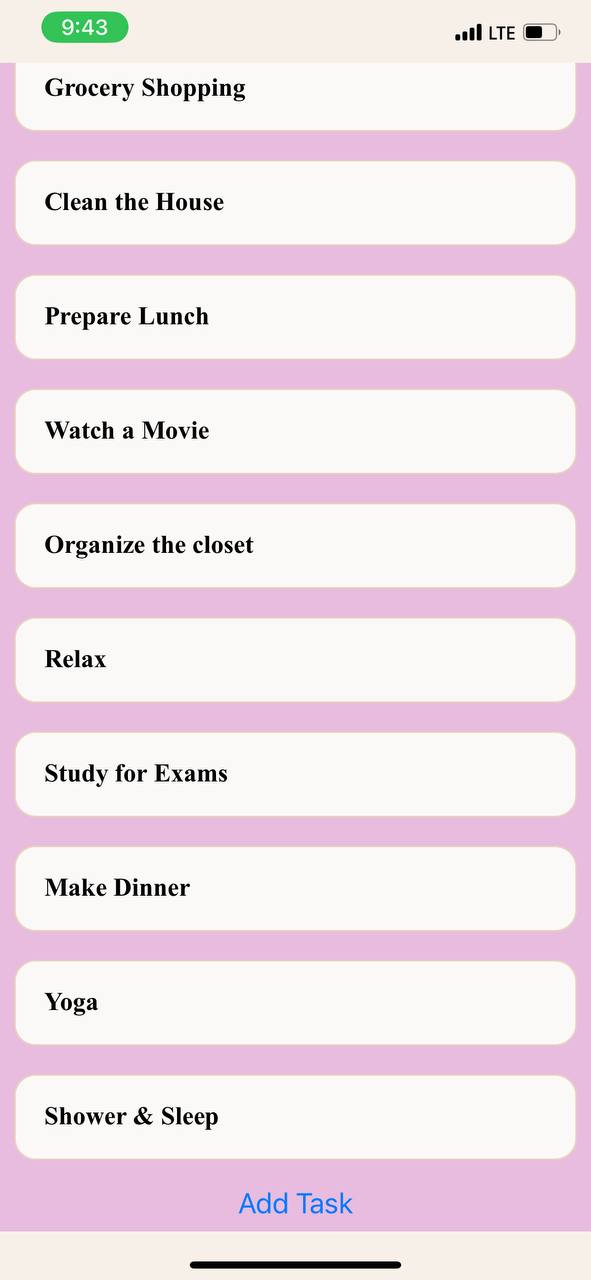 9:43
LTE
Grocery Shopping
Clean the House
Prepare Lunch
Watch a Movie
Organize the closet
Relax
Study for Exams
Make Dinner
Yoga
Shower & Sleep
Add Task